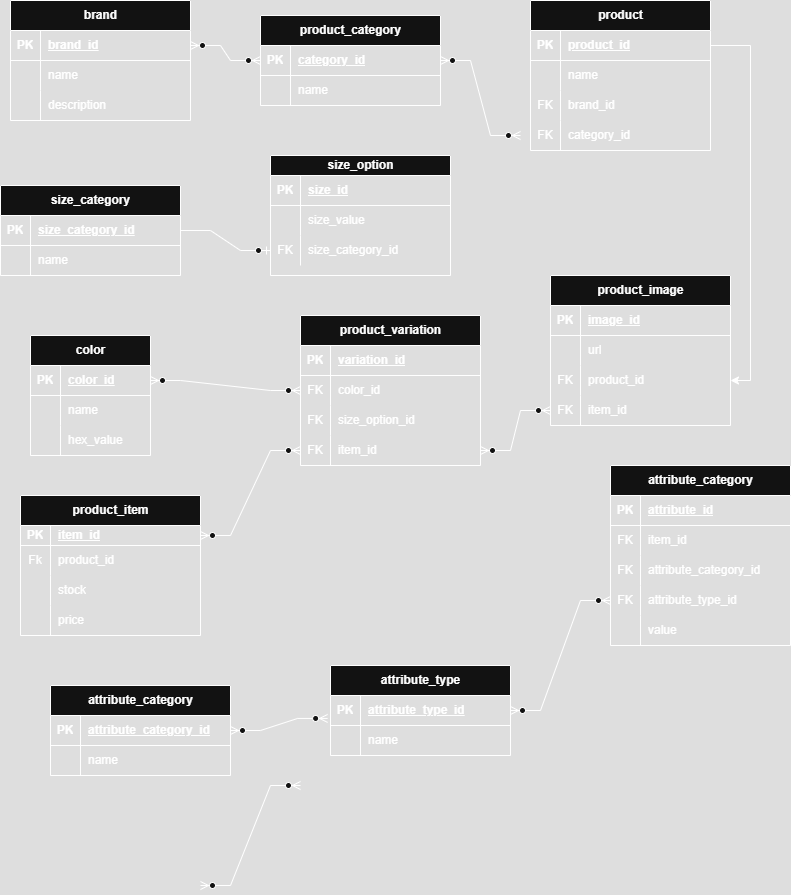 brand
PK brand_id
name
description
product_category
PK category_id
name
product
PK product_id
name
FK brand_id
FK category_id
size_option
PK size_id
size_value
FK size_category_id
size_category
PK size_category_id
name
product_image
PK image_id
url
FK product_id
FK item_id
product_variation
PK variation_id
FK color_id
FK size_option_id
FK item_id
color
PK color_id
name
hex_value
product_item
PK item_id
Fk product_id
stock
price
attribute_category
PK attribute_id
FK item_id
FK attribute_category_id
FK attribute_type_id
value
attribute_type
PK attribute_type_id
name
attribute_category
PK attribute_category_id
name